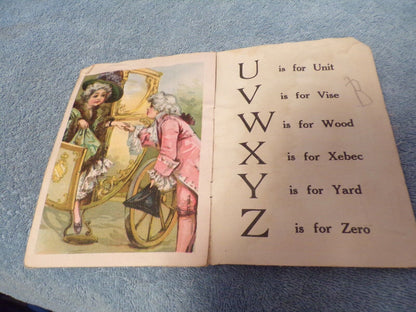 U is for Unit
V is for Vise
W is for Wood
X is for Xebec
Y is for Yard
Z is for Zero
B